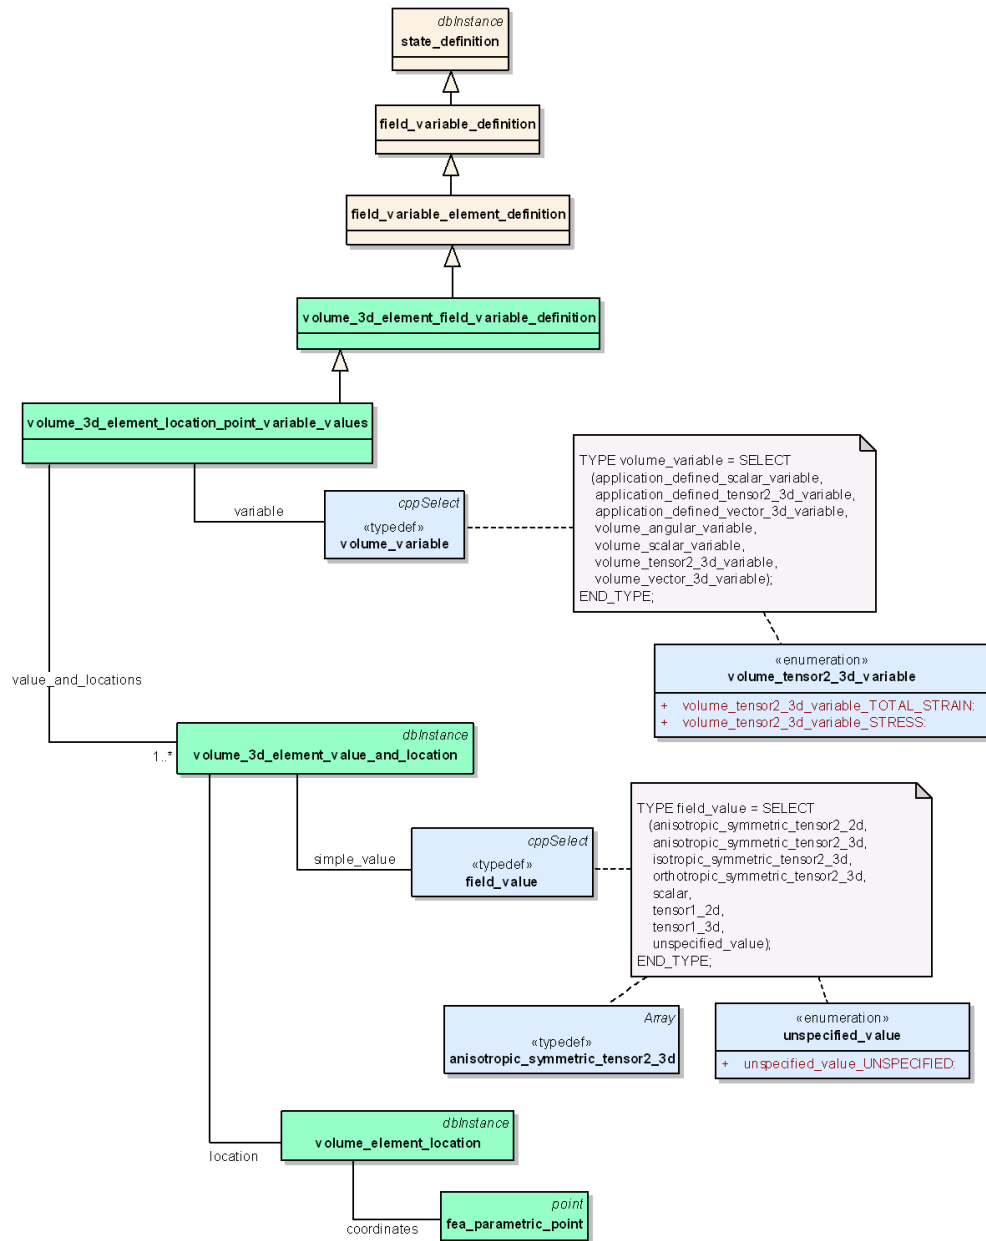 dbInstance
state_definition
field_variable_definition
field_variable_element_definition
volume_3d_element_field_variable_definition
volume_3d_element_location_point_variable_values
variable
cppSelect
«typedef»
volume_variable
TYPE volume_variable = SELECT
(application_defined_scalar_variable,
application_defined_tensor2_3d_variable,
application_defined_vector_3d_variable,
volume_angular_variable,
volume_scalar_variable,
volume_tensor2_3d_variable,
volume_vector_3d_variable);
END_TYPE;
«enumeration»
volume_tensor2_3d_variable
+ volume_tensor2_3d_variable_TOTAL_STRAIN:
+ volume_tensor2_3d_variable_STRESS:
value_and_locations
1..*
dbInstance
volume_3d_element_value_and_location
simple_value
cppSelect
«typedef»
field_value
TYPE field_value = SELECT
(anisotropic_symmetric_tensor2_2d,
anisotropic_symmetric_tensor2_3d,
isotropic_symmetric_tensor2_3d,
orthotropic_symmetric_tensor2_3d,
scalar,
tensor1_2d,
tensor1_3d,
unspecified_value);
END_TYPE;
Array
«typedef»
anisotropic_symmetric_tensor2_3d
«enumeration»
unspecified_value
+ unspecified_value_UNSPECIFIED:
location
dbInstance
volume_element_location
coordinates
point
fea_parametric_point